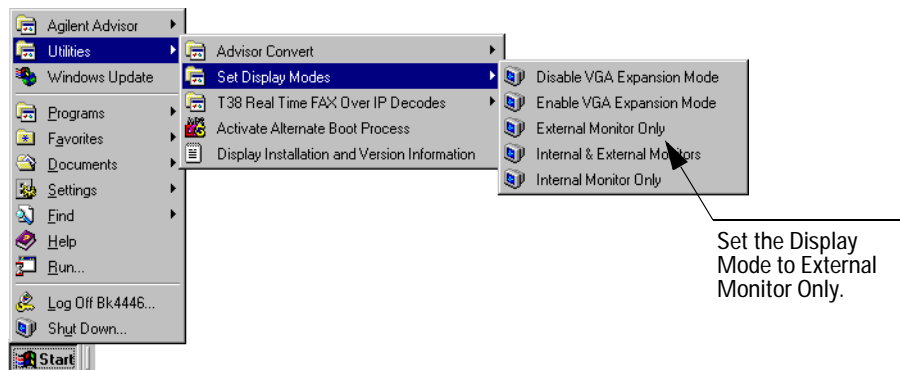 Agilent Advisor
Utilities
Windows Update
Programs
Favorites
Documents
Settings
Find
Help
Run...
Log Off Bk4446...
Shut Down...
Start
Advisor Convert
Set Display Modes
T38 Real Time FAX Over IP Decodes
Activate Alternate Boot Process
Display Installation and Version Information
Disable VGA Expansion Mode
Enable VGA Expansion Mode
External Monitor Only
Internal & External Monitors
Internal Monitor Only
Set the Display
Mode to External
Monitor Only.